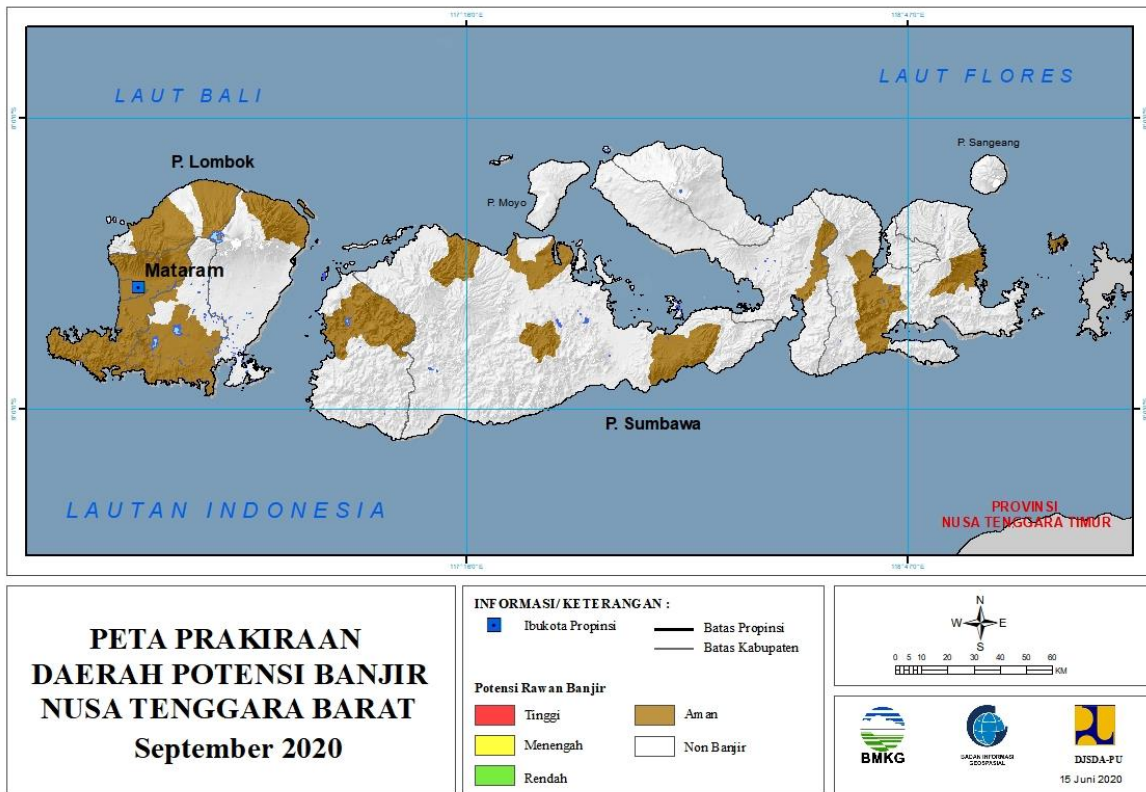 LAUT BALI
LAUT FLORES
P. Lombok
P. Sangeang
P. Moyo
Mataram
P. Sumbawa
LAUTAN INDONESIA
PROVINSI
NUSA TENGGARA TIMUR
PETA PRAKIRAAN
DAERAH POTENSI BANJIR
NUSA TENGGARA BARAT
September 2020
INFORMASI/ KETERANGAN :
Ibukota Propinsi
Batas Propinsi
Batas Kabupaten
Potensi Rawan Banjir
Tinggi
Aman
Menengah
Non Banjir
Rendah
N
W E
S
0 5 10 20 30 40 50 60
KM
BMKG
BADAN INFORMASI
GEOSPASIAL
DJSDA-PU
15 Juni 2020